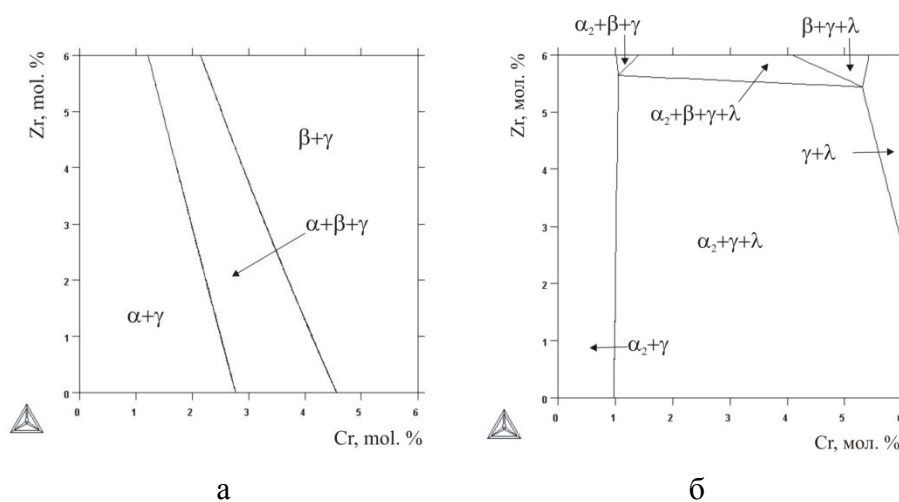 Zr, mol. %
6
5
4
3
2
1
0
β+γ
α+β+γ
α+γ
0 1 2 3 4 5 6
Cr, mol. %
а
α₂+β+γ
β+γ+λ
Zr, мол. %
6
5
4
3
2
1
0
α₂+β+γ+λ
γ+λ
α₂+γ+λ
α₂+γ
0 1 2 3 4 5 6
Cr, мол. %
б